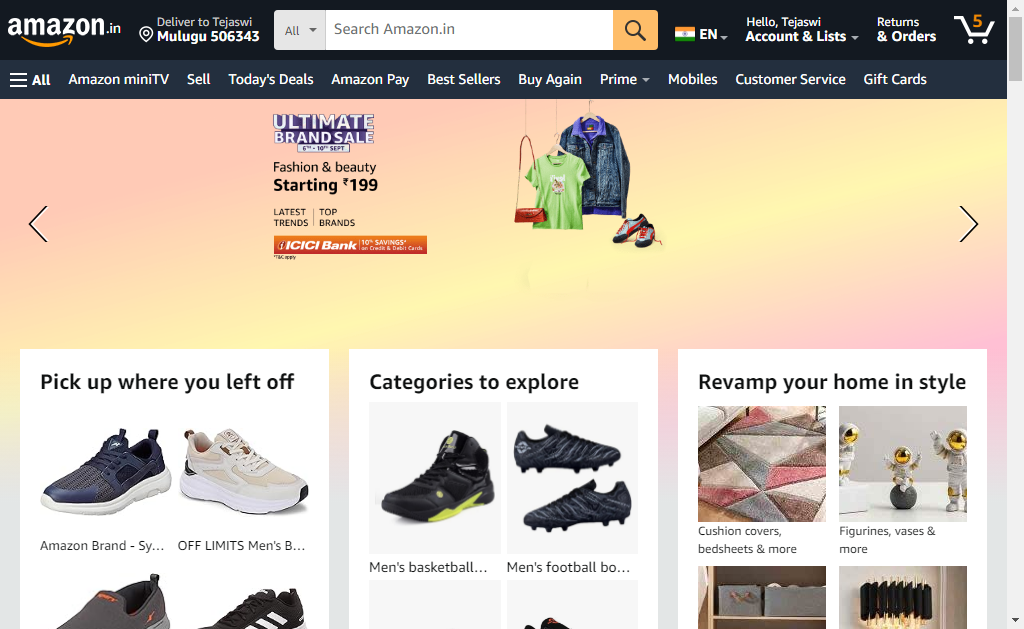 amazon.in
Deliver to Tejaswi
Mulugu 506343
All
Search Amazon.in
EN
Hello, Tejaswi
Account & Lists
Returns
& Orders
5
All
Amazon miniTV
Sell
Today's Deals
Amazon Pay
Best Sellers
Buy Again
Prime
Mobiles
Customer Service
Gift Cards
ULTIMATE
BRAND SALE
6TH - 10TH SEPT
Fashion & beauty
Starting ₹199
LATEST
TRENDS
TOP
BRANDS
ICICI Bank
10% SAVINGS*
on Credit & Debit Cards
*T&C apply
Pick up where you left off
Amazon Brand - Sy...
OFF LIMITS Men's B...
Categories to explore
Men's basketball...
Men's football bo...
Revamp your home in style
Cushion covers,
bedsheets & more
Figurines, vases &
more